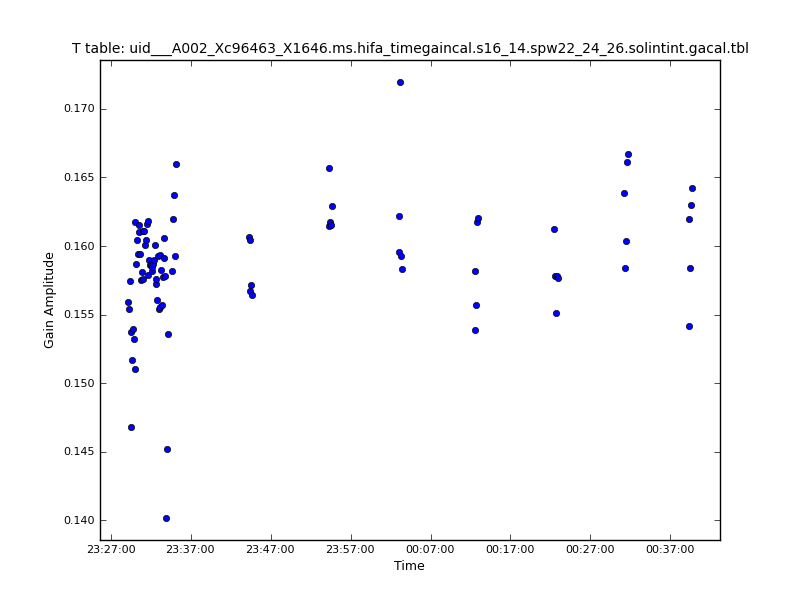 T table: uid___A002_Xc96463_X1646.ms.hifa_timegaincal.s16_14.spw22_24_26.solintint.gacal.tbl
0.170
0.165
0.160
0.155
0.150
0.145
0.140
Gain Amplitude
23:27:00 23:37:00 23:47:00 23:57:00 00:07:00 00:17:00 00:27:00 00:37:00
Time